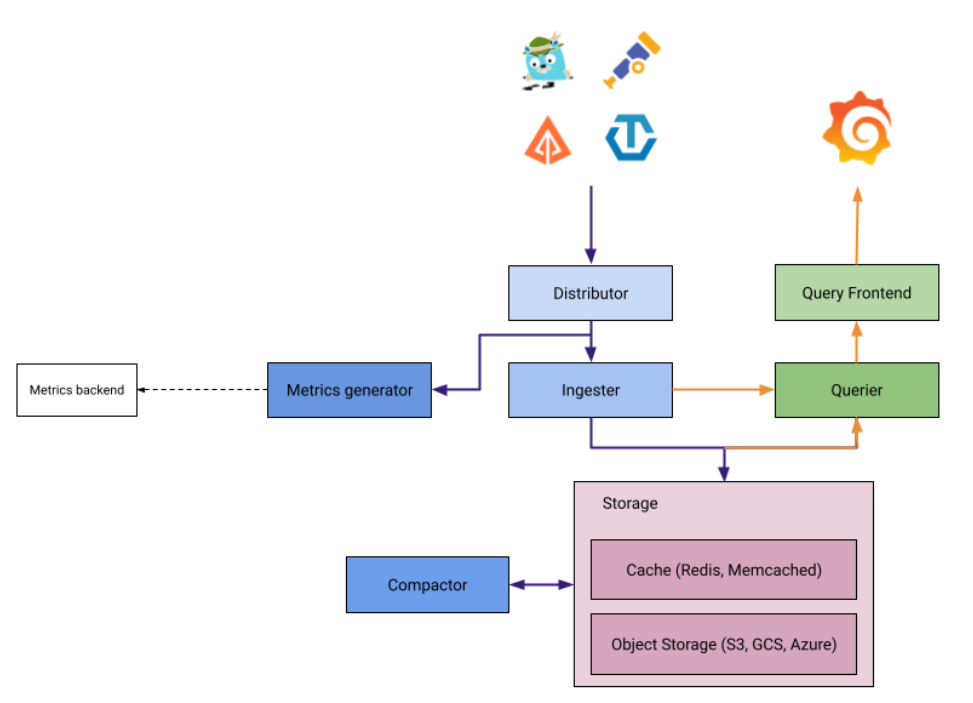 Distributor
Query Frontend
Metrics backend
Metrics generator
Ingester
Querier
Storage
Cache (Redis, Memcached)
Compactor
Object Storage (S3, GCS, Azure)